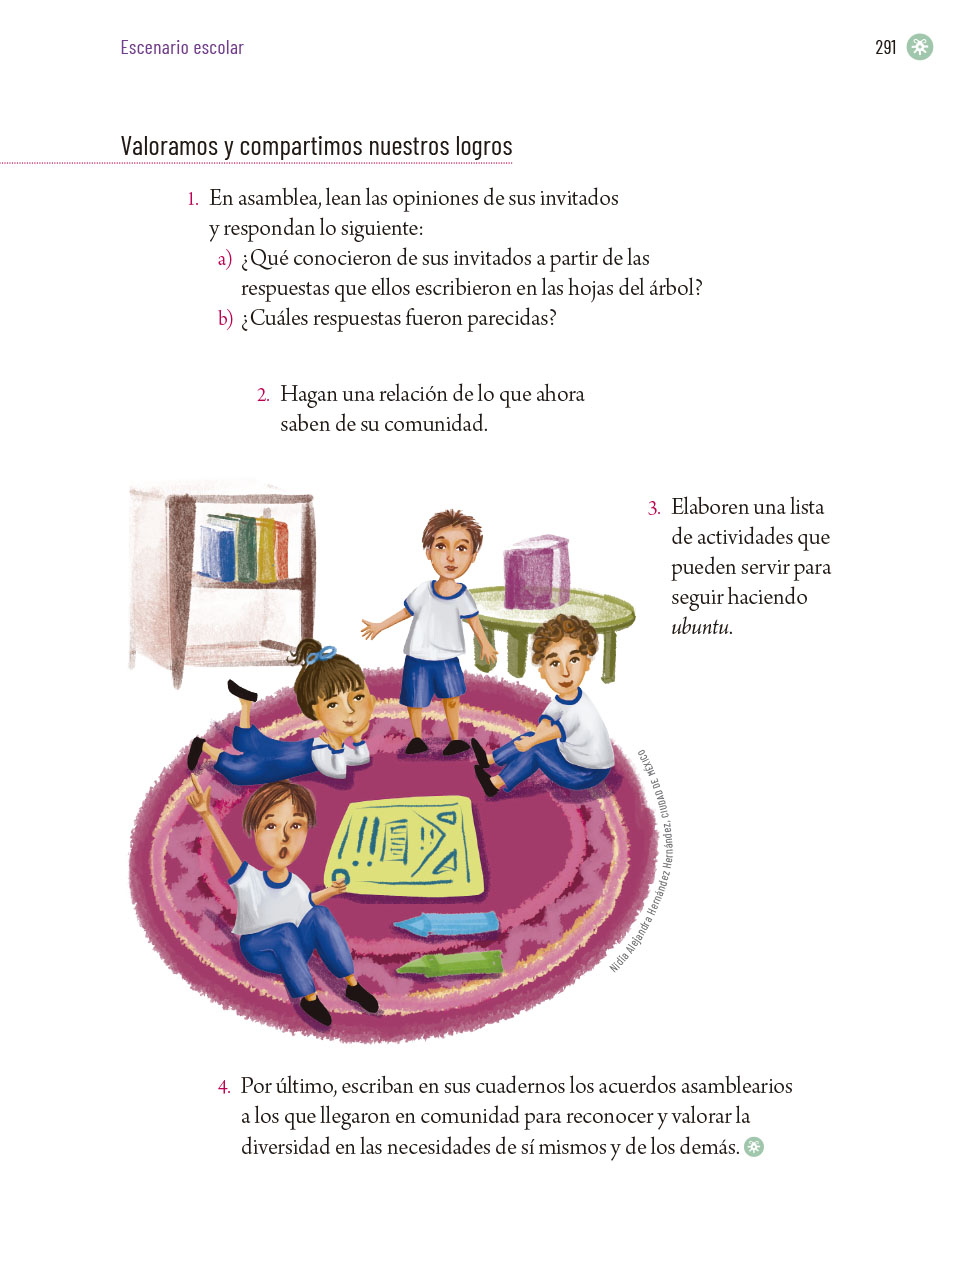 Escenario escolar
291
Valoramos y compartimos nuestros logros
1. En asamblea, lean las opiniones de sus invitados
y respondan lo siguiente:
a) ¿Qué conocieron de sus invitados a partir de las
respuestas que ellos escribieron en las hojas del árbol?
b) ¿Cuáles respuestas fueron parecidas?
2. Hagan una relación de lo que ahora
saben de su comunidad.
3. Elaboren una lista
de actividades que
pueden servir para
seguir haciendo
ubuntu.
Nidia Alejandra Hernández Hernández, CIUDAD DE MÉXICO
4. Por último, escriban en sus cuadernos los acuerdos asamblearios
a los que llegaron en comunidad para reconocer y valorar la
diversidad en las necesidades de sí mismos y de los demás.